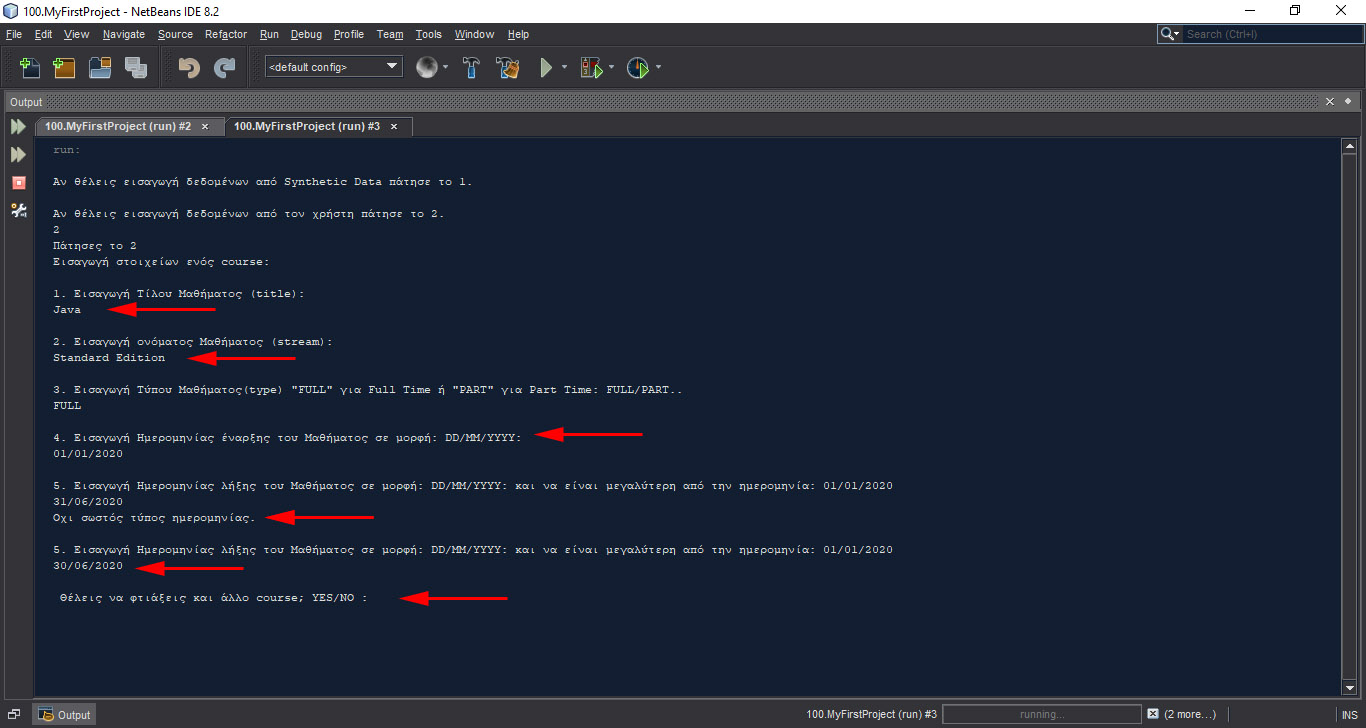 100.MyFirstProject - NetBeans IDE 8.2
File Edit View Navigate Source Refactor Run Debug Profile Team Tools Window Help
Search (Ctrl+I)
<default config>
Output
100.MyFirstProject (run) #2 100.MyFirstProject (run) #3
run:
Αν θέλεις εισαγωγή δεδομένων από Synthetic Data πάτησε το 1.
Αν θέλεις εισαγωγή δεδομένων από τον χρήστη πάτησε το 2.
2
Πάτησες το 2
Εισαγωγή στοιχείων ενός course:
1. Εισαγωγή Τίλου Μαθήματος (title):
Java
2. Εισαγωγή ονόματος Μαθήματος (stream):
Standard Edition
3. Εισαγωγή Τύπου Μαθήματος(type) "FULL" για Full Time ή "PART" για Part Time: FULL/PART..
FULL
4. Εισαγωγή Ημερομηνίας έναρξης του Μαθήματος σε μορφή: DD/MM/YYYY:
01/01/2020
5. Εισαγωγή Ημερομηνίας λήξης του Μαθήματος σε μορφή: DD/MM/YYYY: και να είναι μεγαλύτερη από την ημερομηνία: 01/01/2020
31/06/2020
Οχι σωστός τύπος ημερομηνίας.
5. Εισαγωγή Ημερομηνίας λήξης του Μαθήματος σε μορφή: DD/MM/YYYY: και να είναι μεγαλύτερη από την ημερομηνία: 01/01/2020
30/06/2020
Θέλεις να φτιάξεις και άλλο course; YES/NO :
Output
100.MyFirstProject (run) #3
running...
(2 more...)
INS